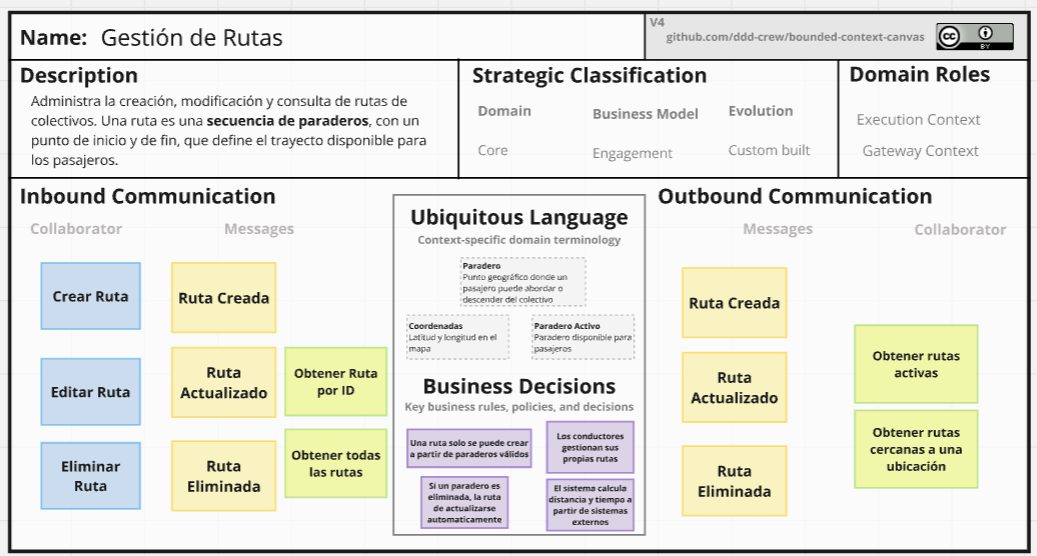 Name: Gestión de Rutas
V4
github.com/ddd-crew/bounded-context-canvas
CC
BY
Description
Administra la creación, modificación y consulta de rutas de
colectivos. Una ruta es una secuencia de paraderos, con un
punto de inicio y de fin, que define el trayecto disponible para
los pasajeros.
Strategic Classification
Domain
Business Model
Evolution
Core
Engagement
Custom built
Domain Roles
Execution Context
Gateway Context
Inbound Communication
Collaborator
Messages
Crear Ruta
Ruta Creada
Editar Ruta
Ruta
Actualizado
Obtener Ruta
por ID
Eliminar
Ruta
Ruta
Eliminada
Obtener todas
las rutas
Ubiquitous Language
Context-specific domain terminology
Paradero
Punto geográfico donde un
pasajero puede abordar o
descender del colectivo
Coordenadas
Latitud y longitud en el
mapa
Paradero Activo
Paradero disponible para
pasajeros
Business Decisions
Key business rules, policies, and decisions
Una ruta solo se puede crear
a partir de paraderos válidos
Los conductores
gestionan sus
propias rutas
Si un paradero es
eliminada, la ruta
de actualizarse
automaticamente
El sistema calcula
distancia y tiempo a
partir de sistemas
externos
Outbound Communication
Messages
Collaborator
Ruta Creada
Ruta
Actualizado
Ruta
Eliminada
Obtener rutas
activas
Obtener rutas
cercanas a una
ubicación